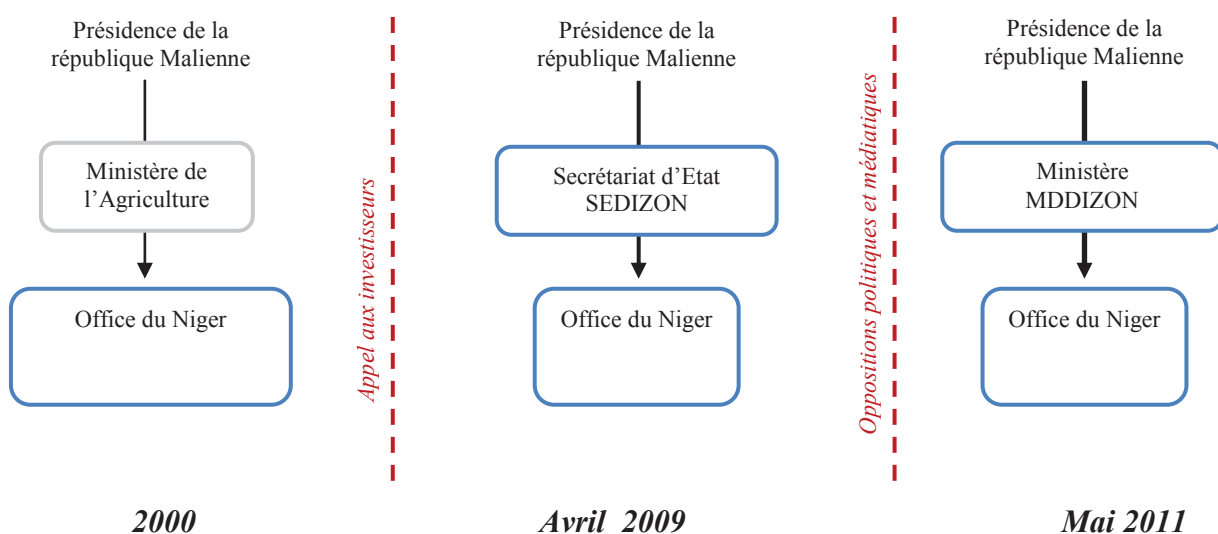 Présidence de la
république Malienne
Ministère de
l’Agriculture
Office du Niger
2000
Appel aux investisseurs
Présidence de la
république Malienne
Secrétariat d’Etat
SEDIZON
Office du Niger
Avril 2009
Oppositions politiques et médiatiques
Présidence de la
république Malienne
Ministère
MDDIZON
Office du Niger
Mai 2011